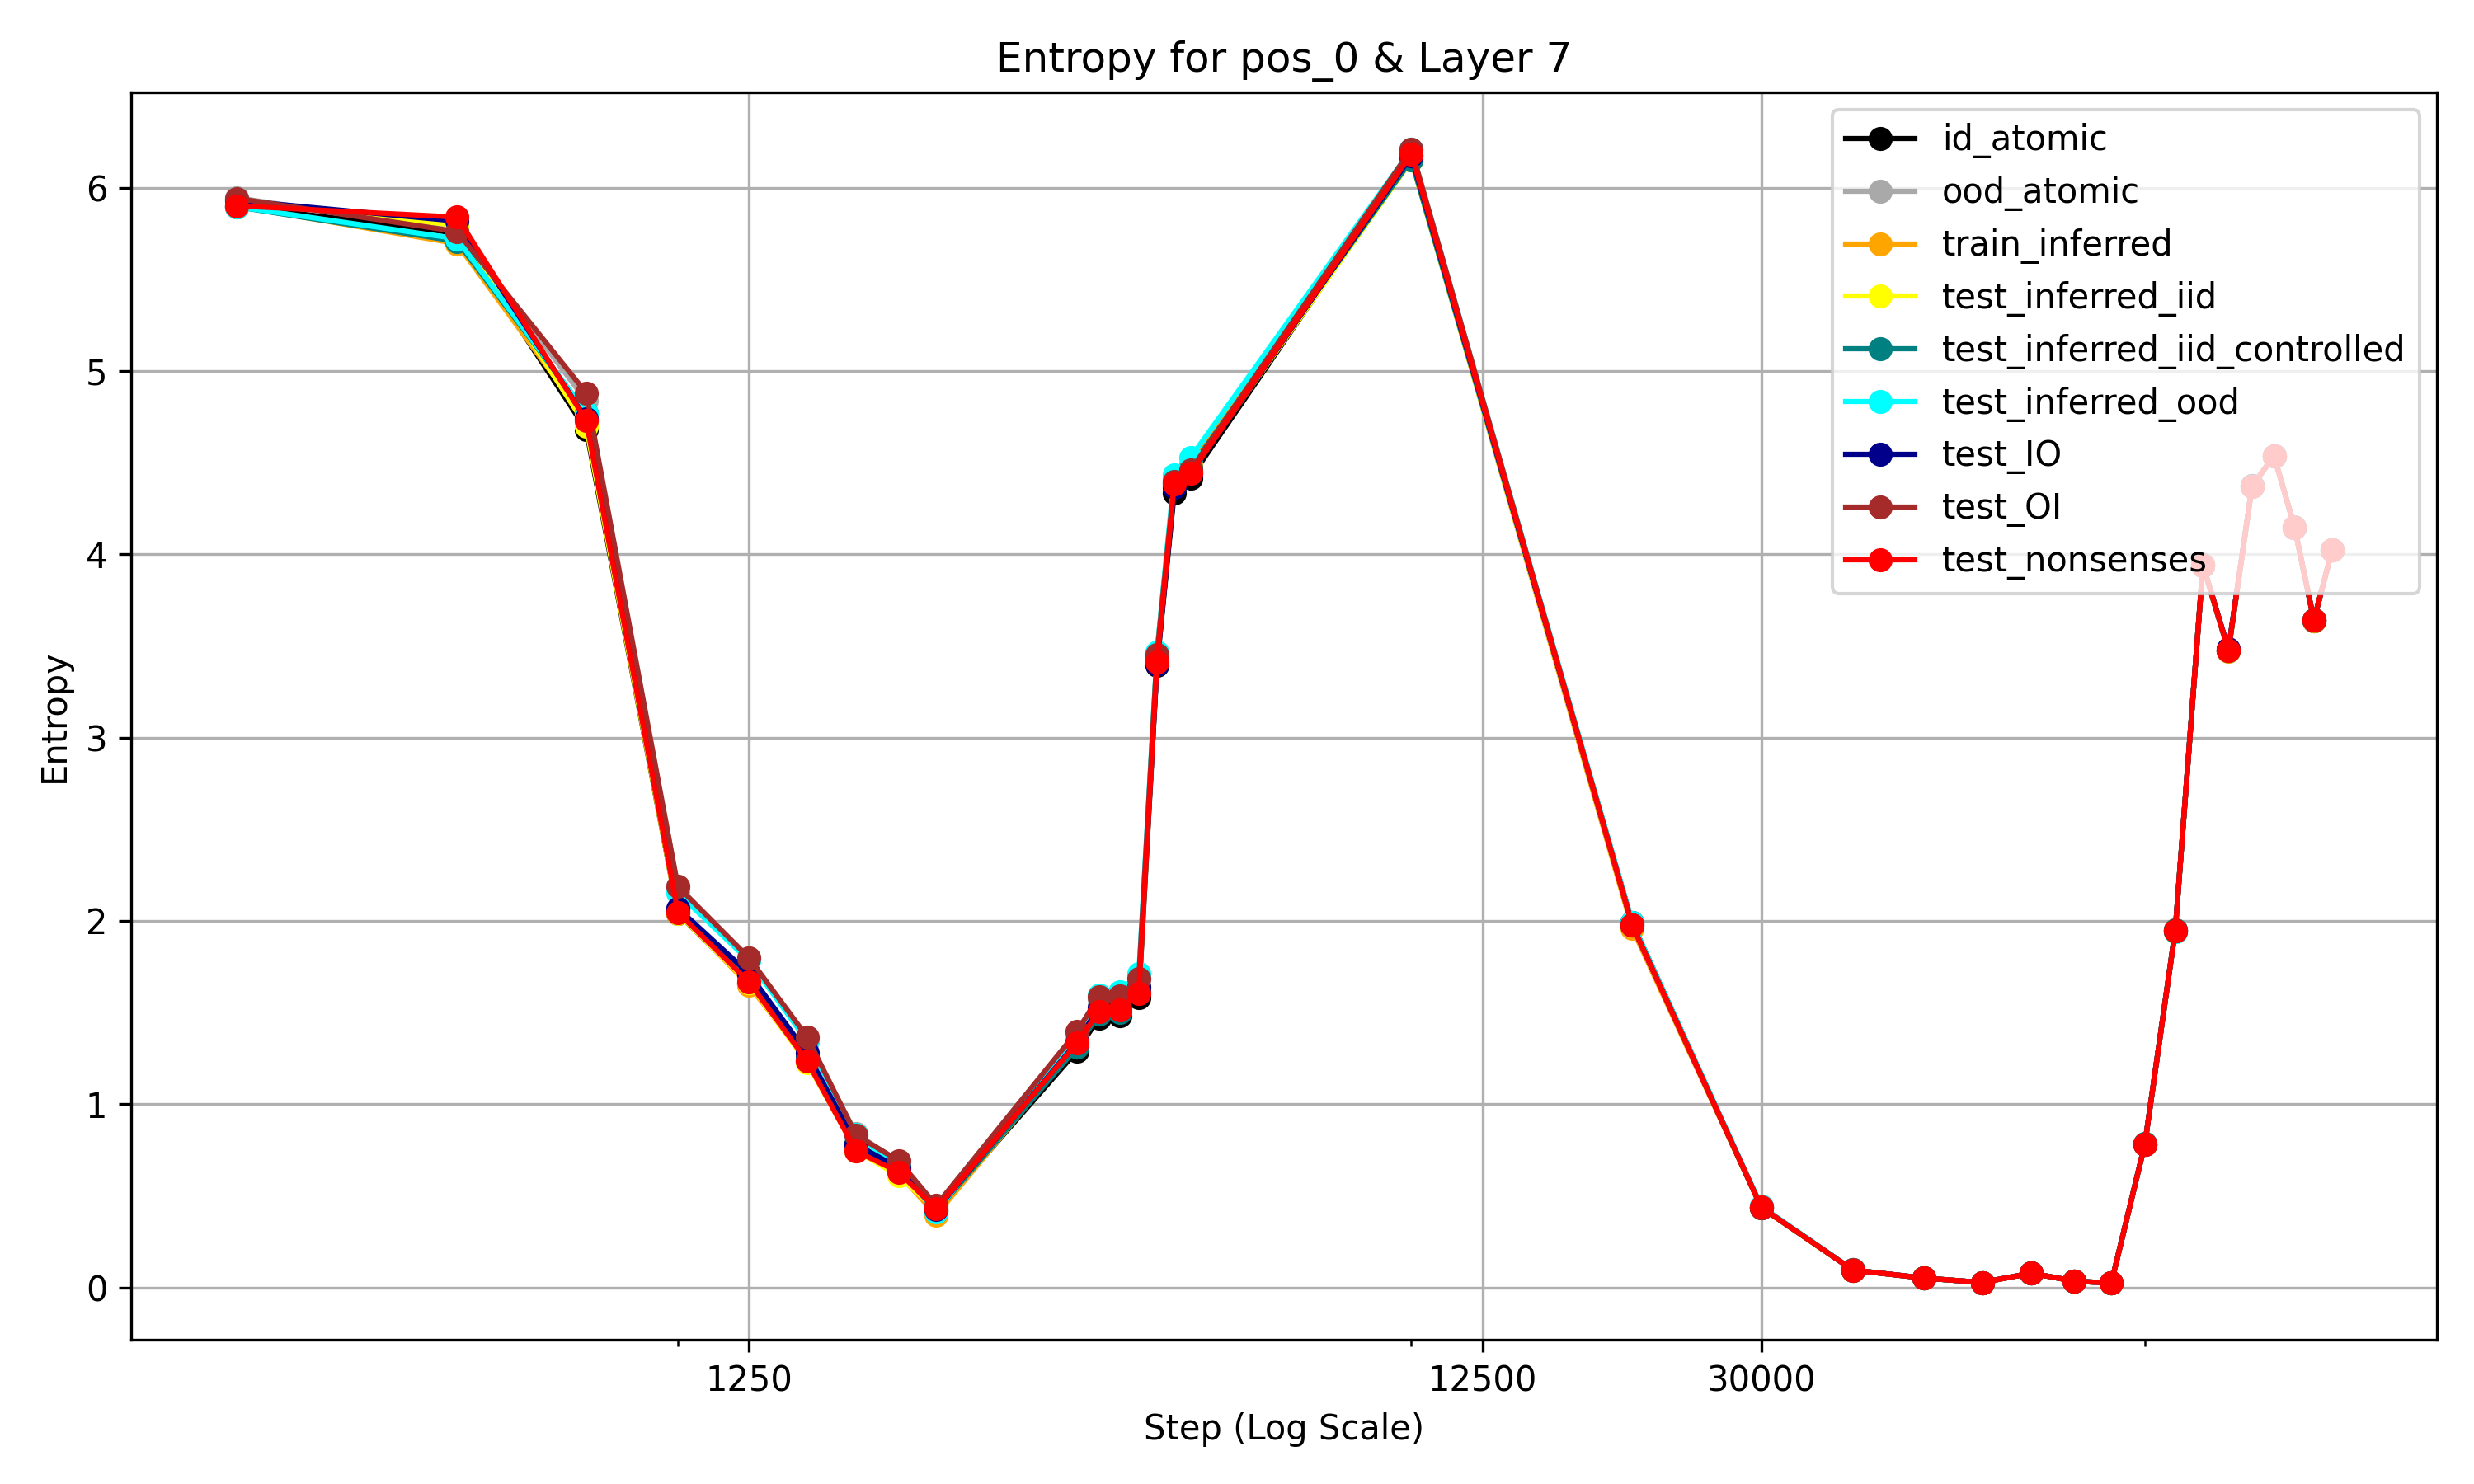 Entropy for pos_0 & Layer 7
id_atomic
ood_atomic
train_inferred
test_inferred_iid
test_inferred_iid_controlled
test_inferred_ood
test_IO
test_OI
test_nonsenses
6
5
4
3
2
1
0
Entropy
1250
12500
30000
Step (Log Scale)